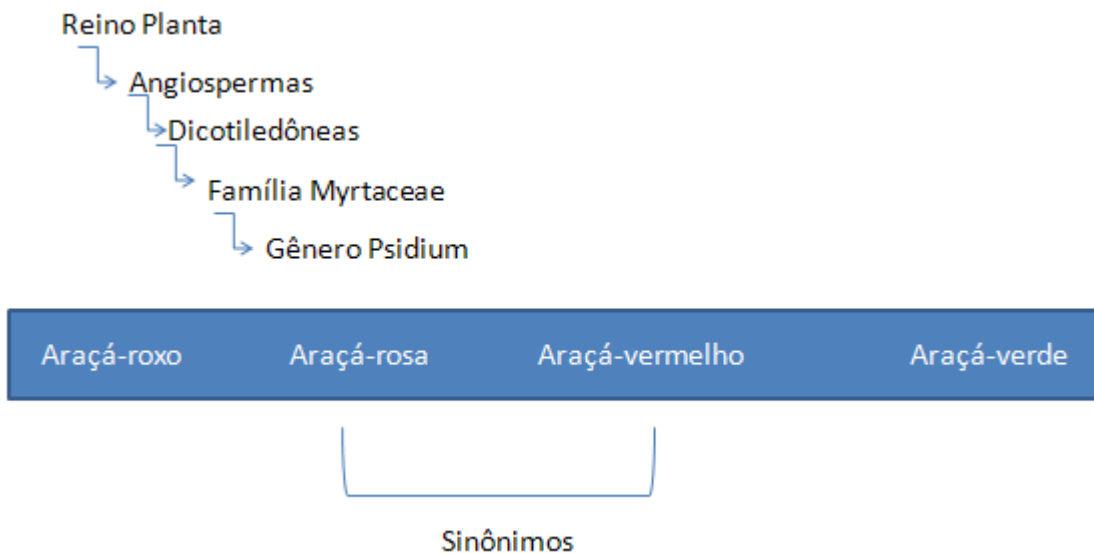 Reino Planta
Angiospermas
Dicotiledôneas
Família Myrtaceae
Gênero Psidium
Araçá-roxo Araçá-rosa Araçá-vermelho Araçá-verde
Sinônimos